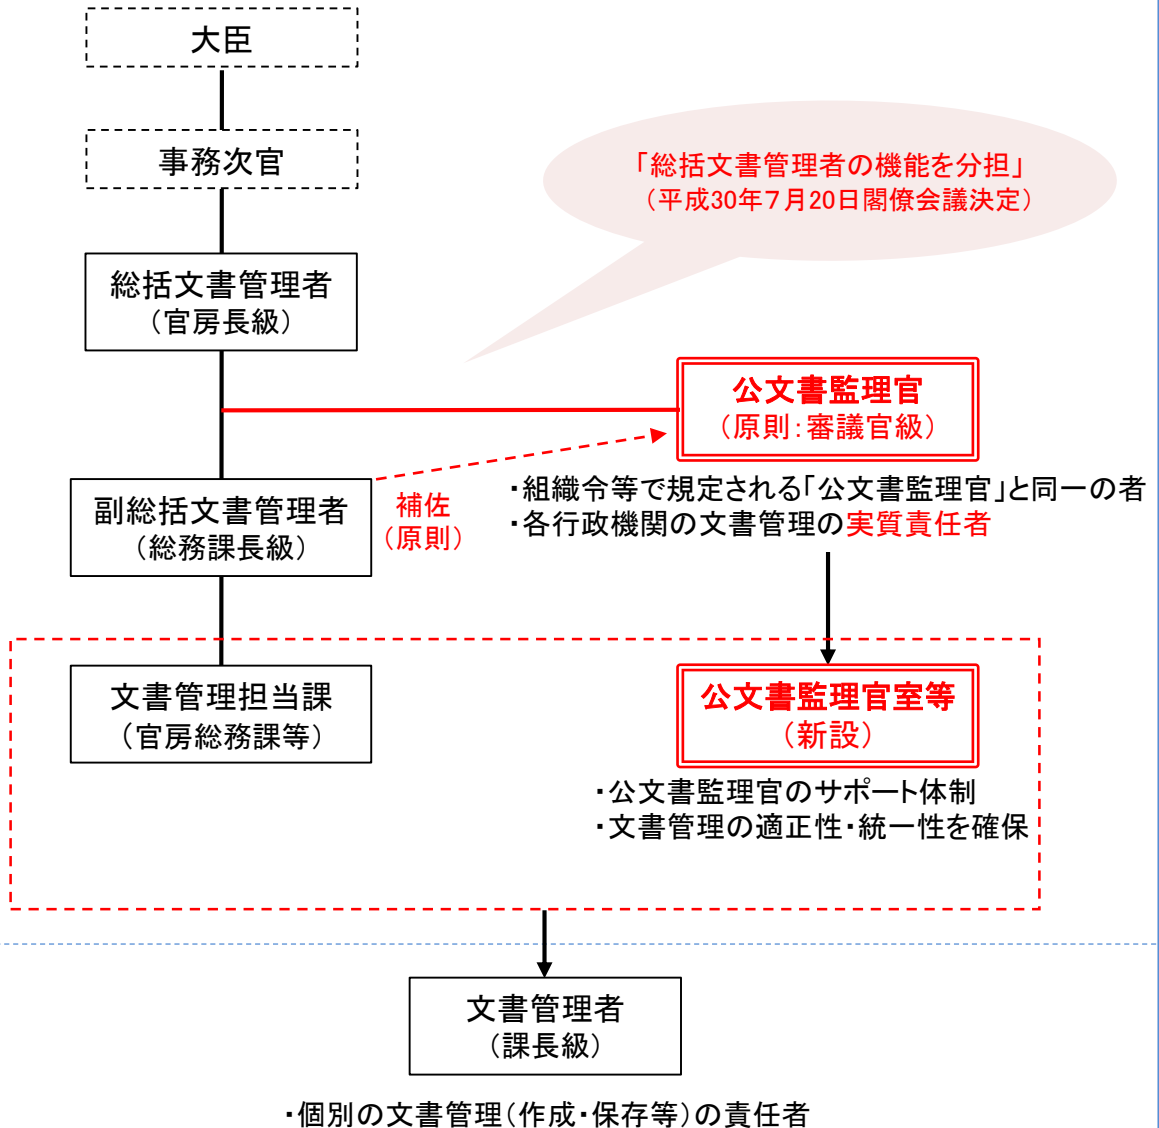 大臣
事務次官
「総括文書管理者の機能を分担」
（平成30年7月20日閣僚会議決定）
総括文書管理者
（官房長級）
公文書監理官
（原則：審議官級）
補佐
（原則）
・組織令等で規定される「公文書監理官」と同一の者
・各行政機関の文書管理の実質責任者
副総括文書管理者
（総務課長級）
文書管理担当課
（官房総務課等）
公文書監理官室等
（新設）
・公文書監理官のサポート体制
・文書管理の適正性・統一性を確保
文書管理者
（課長級）
・個別の文書管理（作成・保存等）の責任者